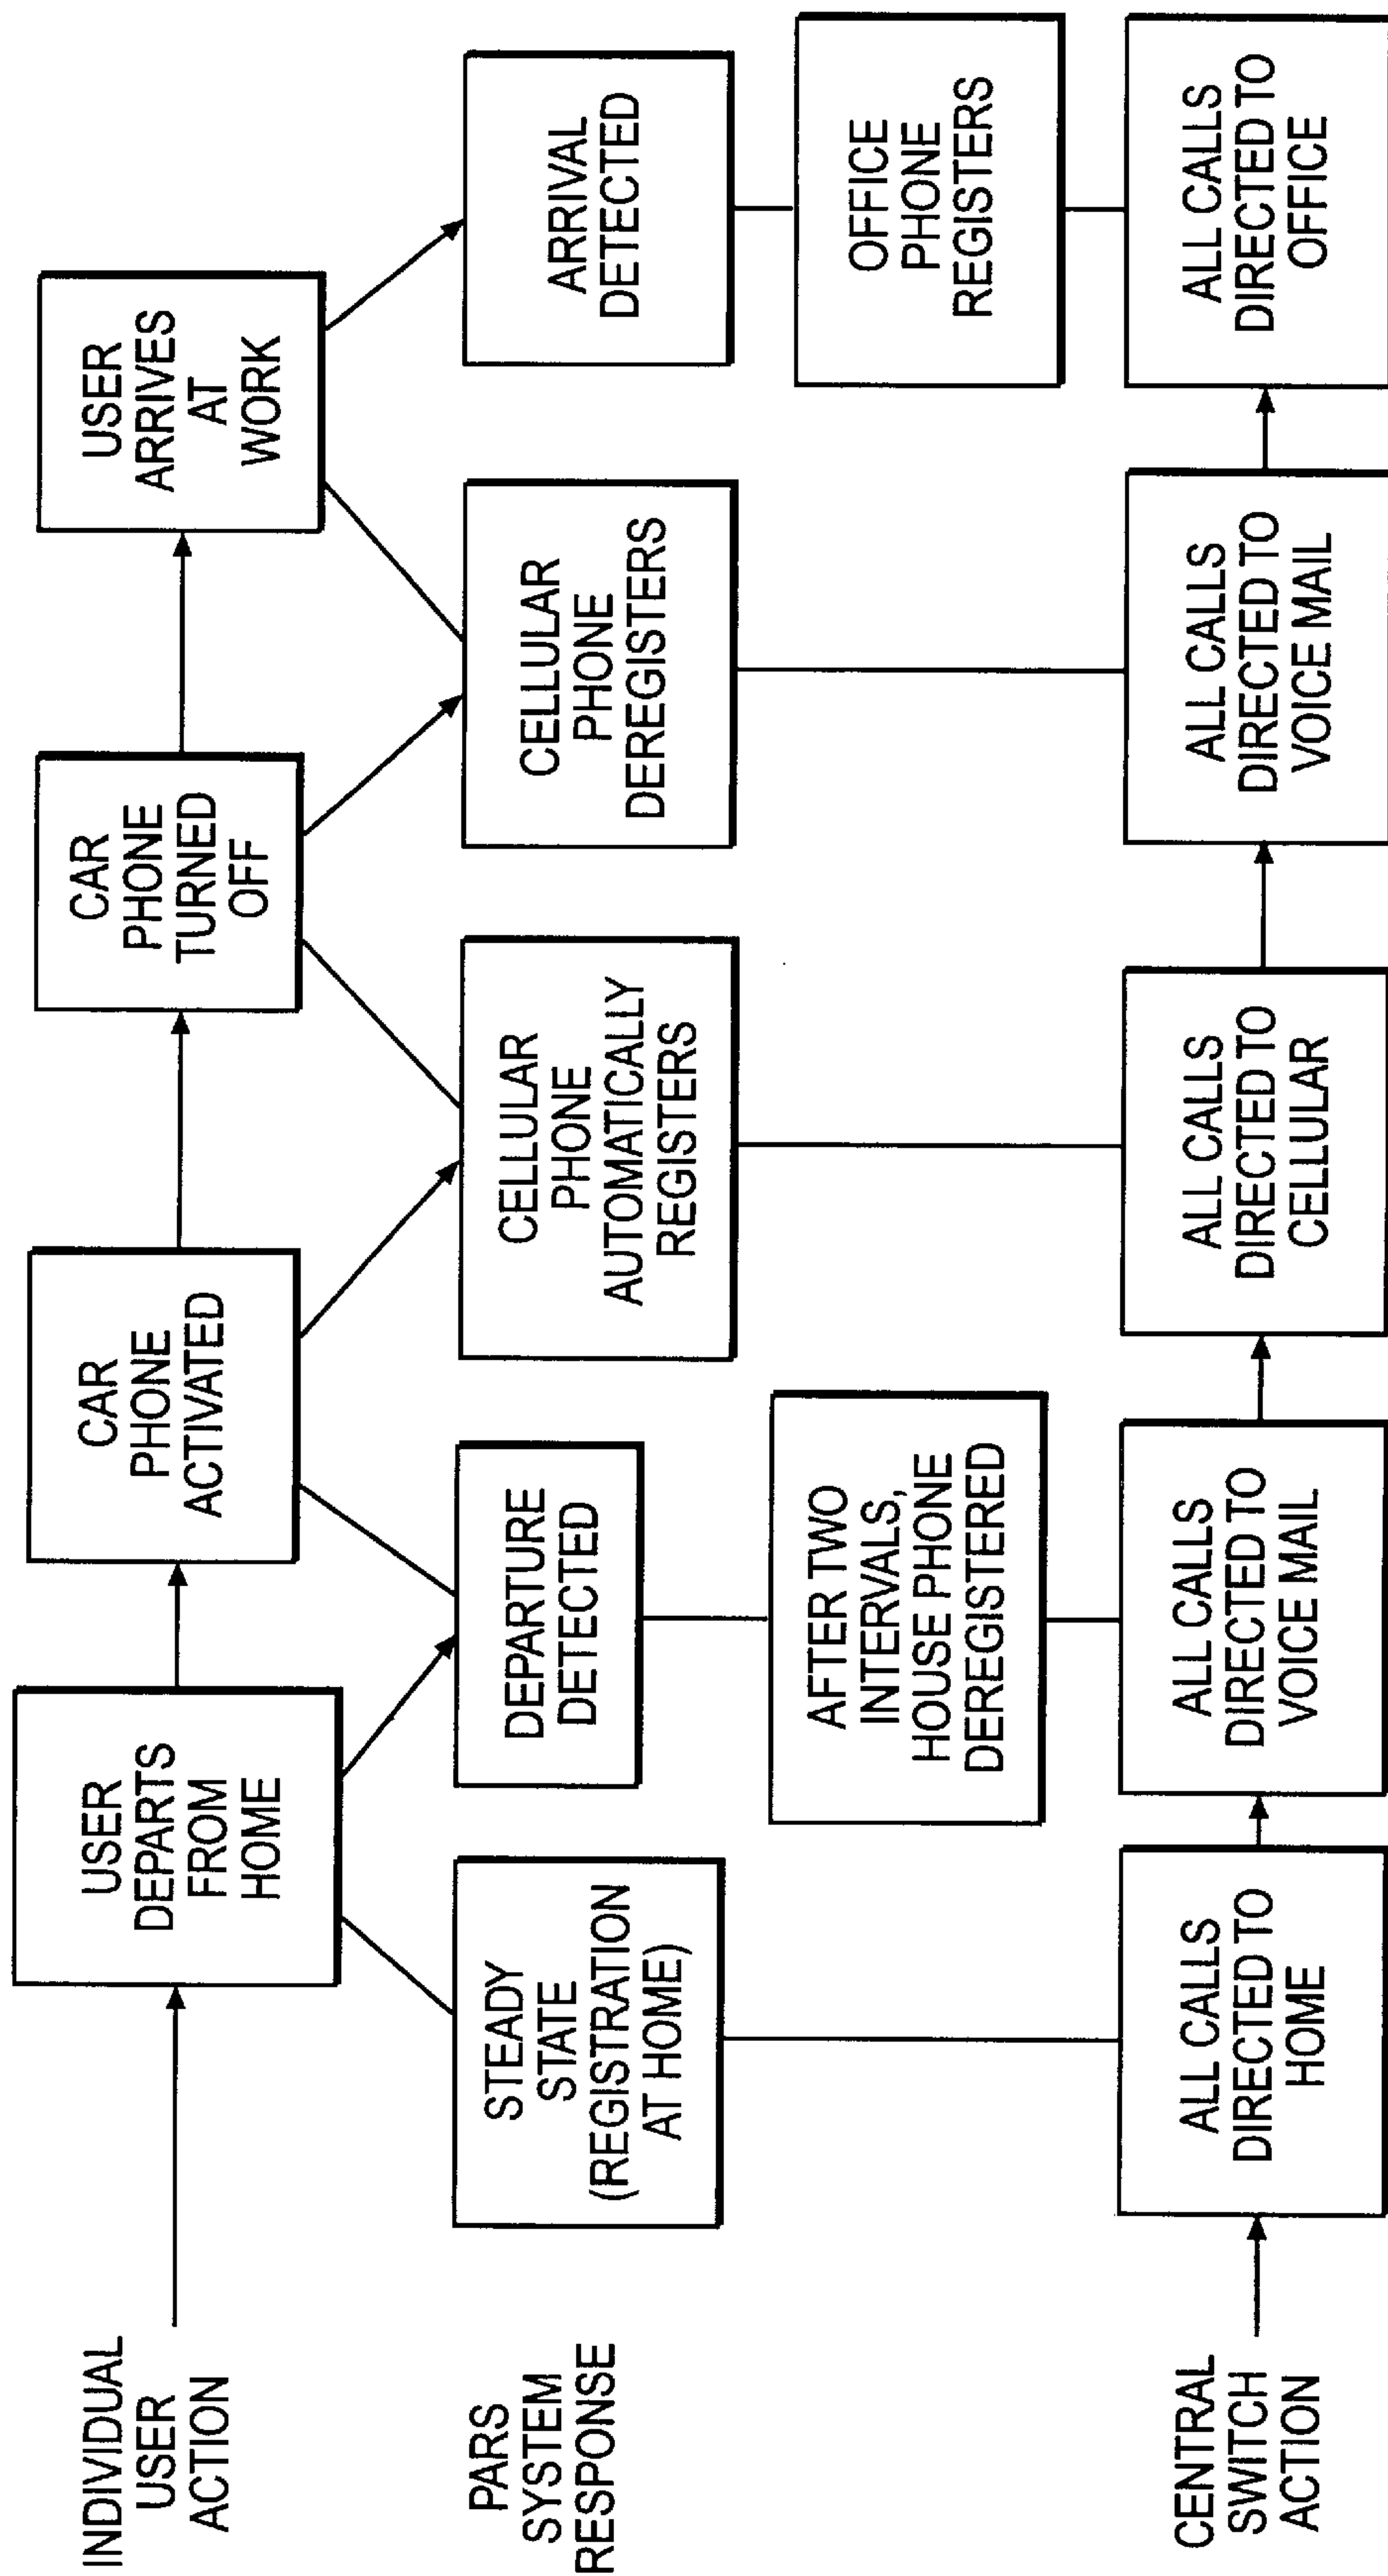 INDIVIDUAL
USER
ACTION
USER
DEPARTS
FROM
HOME
CAR
PHONE
ACTIVATED
CAR
PHONE
TURNED
OFF
USER
ARRIVES
AT
WORK
PARS
SYSTEM
RESPONSE
STEADY
STATE
(REGISTRATION
AT HOME)
DEPARTURE
DETECTED
CELLULAR
PHONE
AUTOMATICALLY
REGISTERS
CELLULAR
PHONE
DEREGISTERS
ARRIVAL
DETECTED
AFTER TWO
INTERVALS,
HOUSE PHONE
DEREGISTERED
OFFICE
PHONE
REGISTERS
CENTRAL
SWITCH
ACTION
ALL CALLS
DIRECTED TO
HOME
ALL CALLS
DIRECTED TO
VOICE MAIL
ALL CALLS
DIRECTED TO
CELLULAR
ALL CALLS
DIRECTED TO
VOICE MAIL
ALL CALLS
DIRECTED TO
OFFICE